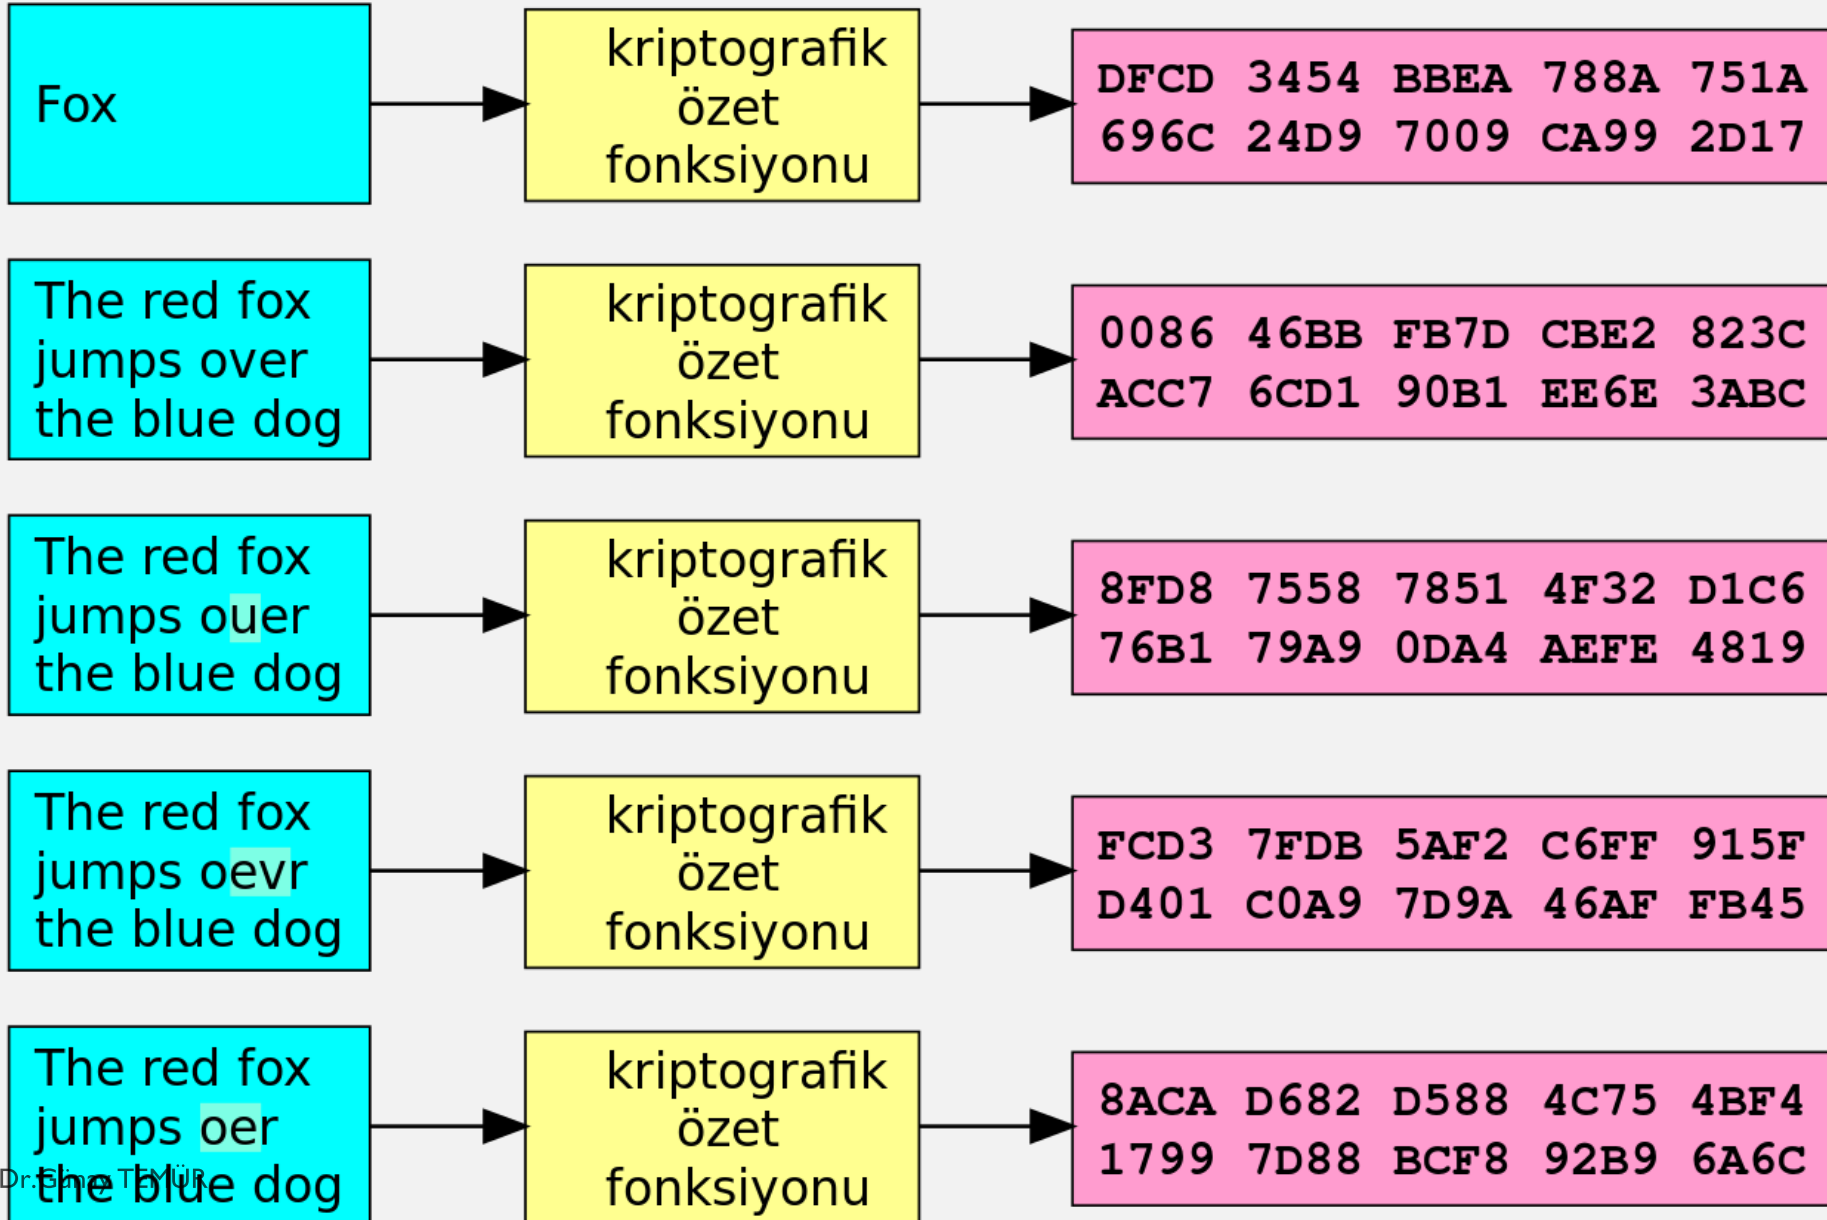 Fox
kriptografik
özet
fonksiyonu
DFCD 3454 BBEA 788A 751A
696C 24D9 7009 CA99 2D17
The red fox
jumps over
the blue dog
kriptografik
özet
fonksiyonu
0086 46BB FB7D CBE2 823C
ACC7 6CD1 90B1 EE6E 3ABC
The red fox
jumps ouer
the blue dog
kriptografik
özet
fonksiyonu
8FD8 7558 7851 4F32 D1C6
76B1 79A9 0DA4 AEFE 4819
The red fox
jumps oevr
the blue dog
kriptografik
özet
fonksiyonu
FCD3 7FDB 5AF2 C6FF 915F
D401 C0A9 7D9A 46AF FB45
The red fox
jumps oer
the blue dog
kriptografik
özet
fonksiyonu
8ACA D682 D588 4C75 4BF4
1799 7D88 BCF8 92B9 6A6C
Dr. Günay TEMÜR